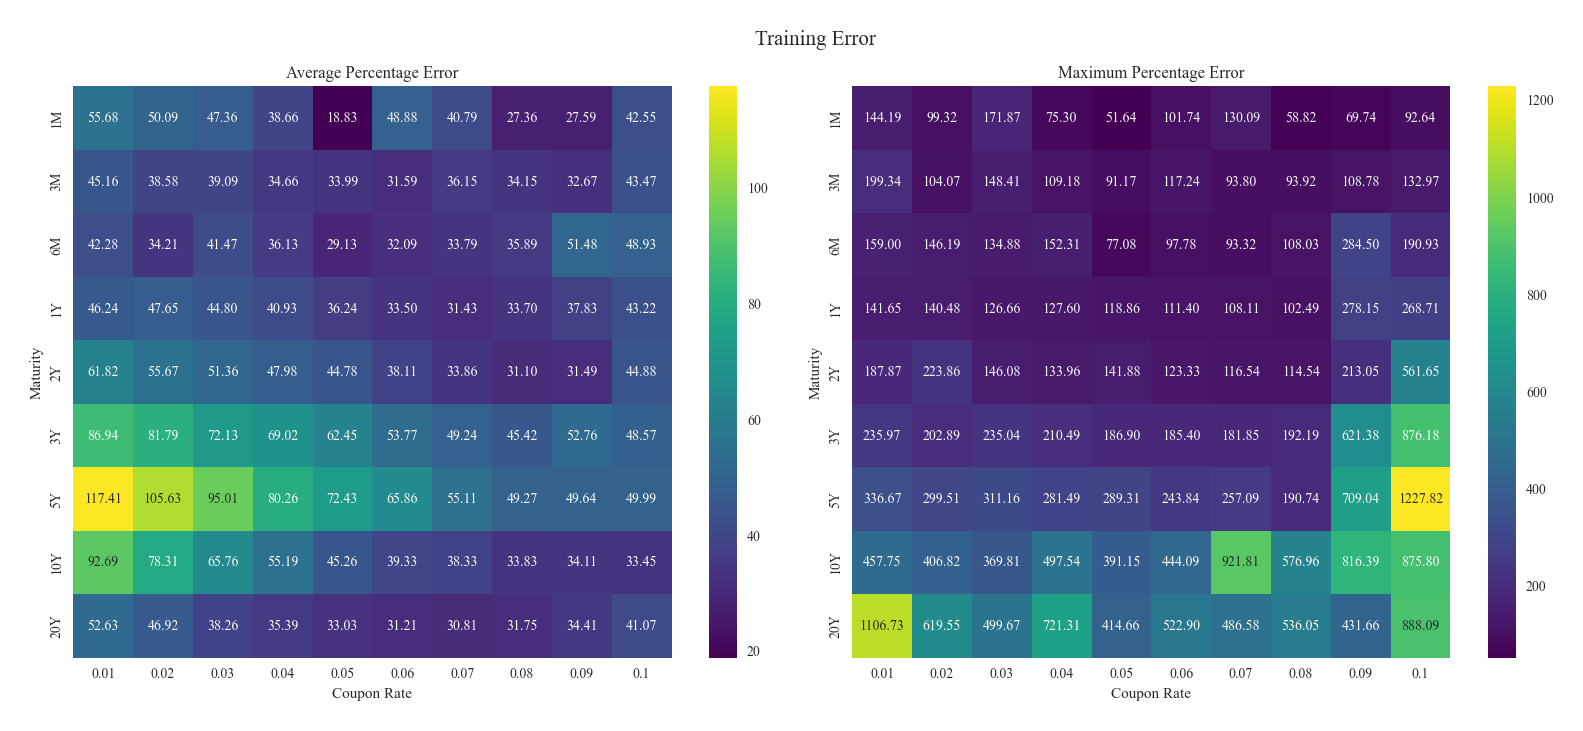 Training Error
Average Percentage Error
Maturity
1M 55.68 50.09 47.36 38.66 18.83 48.88 40.79 27.36 27.59 42.55
3M 45.16 38.58 39.09 34.66 33.99 31.59 36.15 34.15 32.67 43.47
6M 42.28 34.21 41.47 36.13 29.13 32.09 33.79 35.89 51.48 48.93
1Y 46.24 47.65 44.80 40.93 36.24 33.50 31.43 33.70 37.83 43.22
2Y 61.82 55.67 51.36 47.98 44.78 38.11 33.86 31.10 31.49 44.88
3Y 86.94 81.79 72.13 69.02 62.45 53.77 49.24 45.42 52.76 48.57
5Y 117.41 105.63 95.01 80.26 72.43 65.86 55.11 49.27 49.64 49.99
10Y 92.69 78.31 65.76 55.19 45.26 39.33 38.33 33.83 34.11 33.45
20Y 52.63 46.92 38.26 35.39 33.03 31.21 30.81 31.75 34.41 41.07
0.01 0.02 0.03 0.04 0.05 0.06 0.07 0.08 0.09 0.1
Coupon Rate
100
80
60
40
20
Maximum Percentage Error
Maturity
1M 144.19 99.32 171.87 75.30 51.64 101.74 130.09 58.82 69.74 92.64
3M 199.34 104.07 148.41 109.18 91.17 117.24 93.80 93.92 108.78 132.97
6M 159.00 146.19 134.88 152.31 77.08 97.78 93.32 108.03 284.50 190.93
1Y 141.65 140.48 126.66 127.60 118.86 111.40 108.11 102.49 278.15 268.71
2Y 187.87 223.86 146.08 133.96 141.88 123.33 116.54 114.54 213.05 561.65
3Y 235.97 202.89 235.04 210.49 186.90 185.40 181.85 192.19 621.38 876.18
5Y 336.67 299.51 311.16 281.49 289.31 243.84 257.09 190.74 709.04 1227.82
10Y 457.75 406.82 369.81 497.54 391.15 444.09 921.81 576.96 816.39 875.80
20Y 1106.73 619.55 499.67 721.31 414.66 522.90 486.58 536.05 431.66 888.09
0.01 0.02 0.03 0.04 0.05 0.06 0.07 0.08 0.09 0.1
Coupon Rate
1200
1000
800
600
400
200